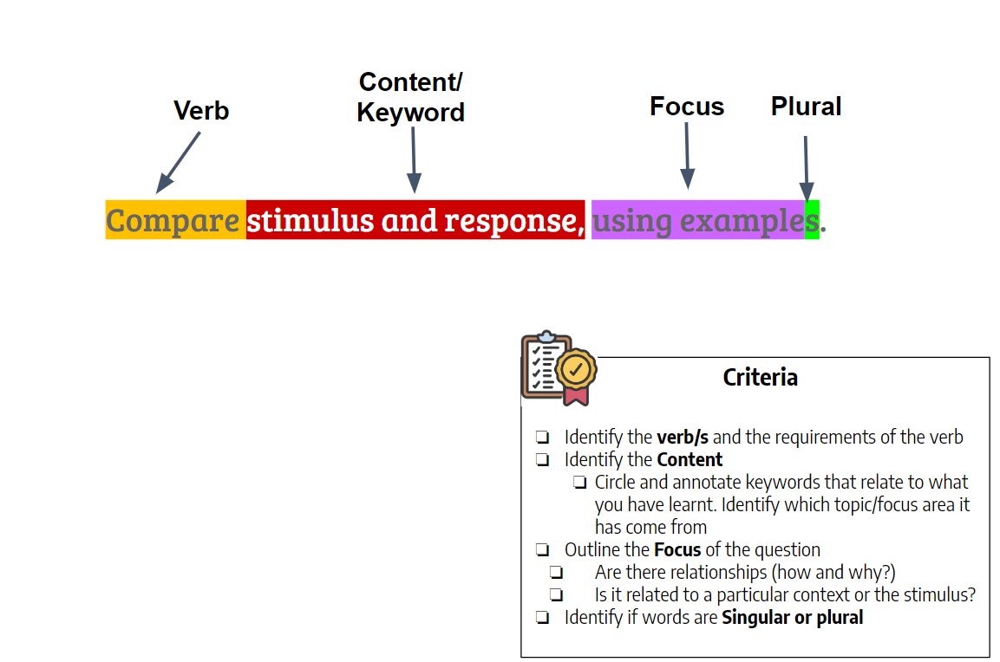 Verb
Content/
Keyword
Focus
Plural
Compare stimulus and response, using examples.
Criteria
❏ Identify the verb/s and the requirements of the verb
❏ Identify the Content
❏ Circle and annotate keywords that relate to what
you have learnt. Identify which topic/focus area it
has come from
❏ Outline the Focus of the question
❏ Are there relationships (how and why?)
❏ Is it related to a particular context or the stimulus?
❏ Identify if words are Singular or plural